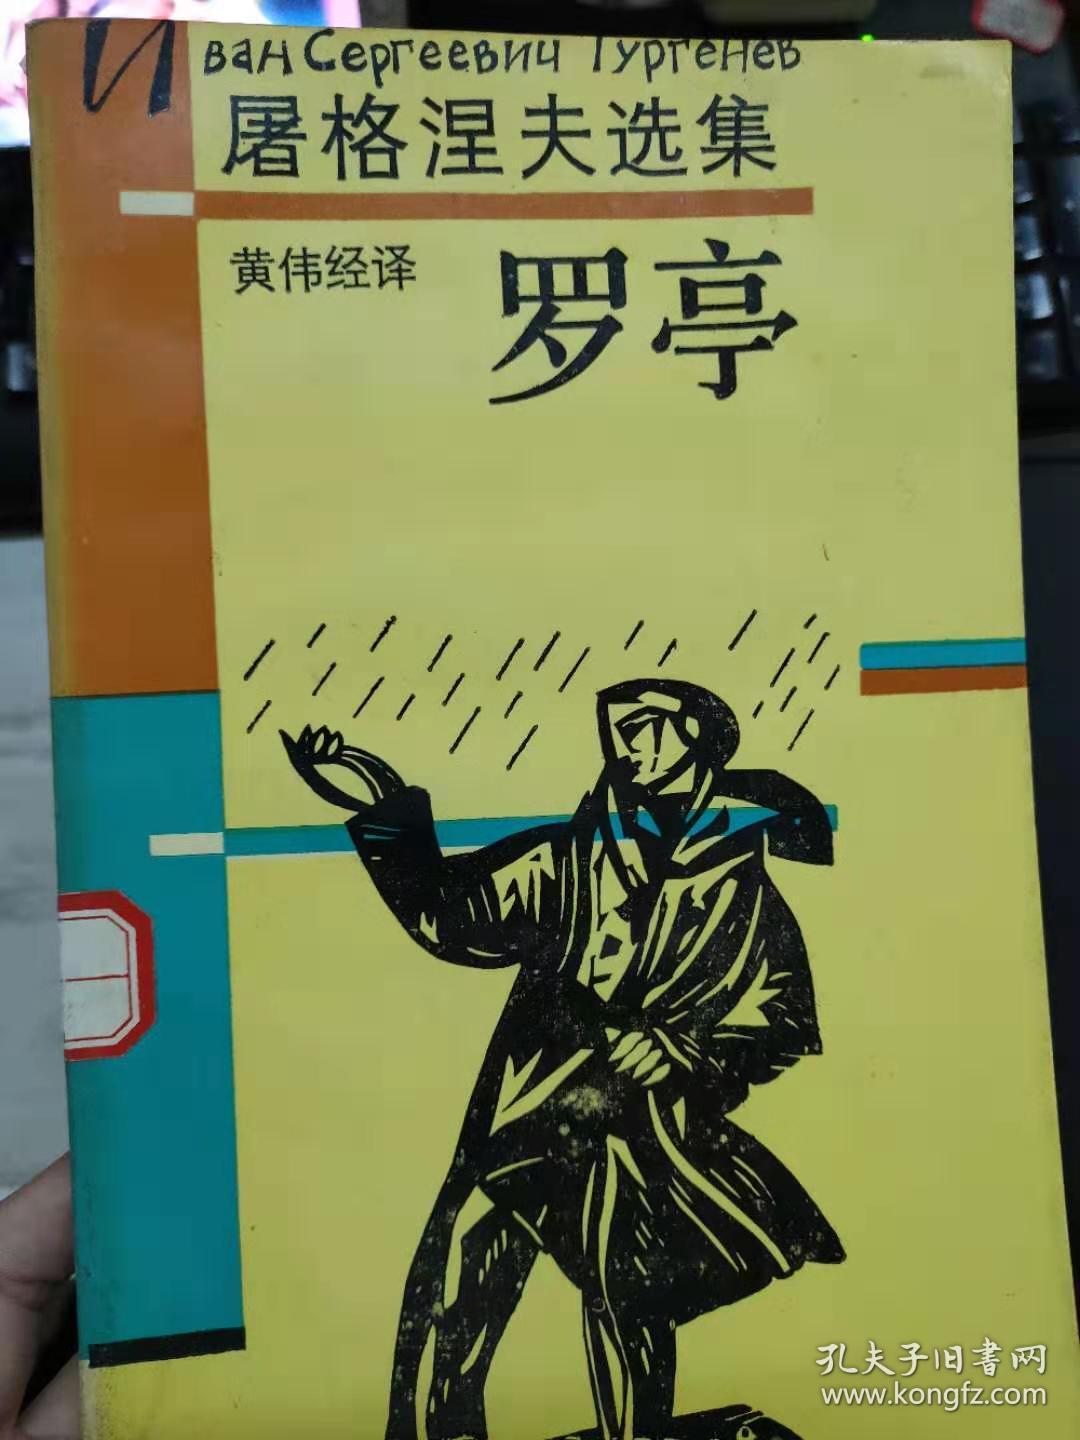 Иван Сергеевич Тургенев
屠格涅夫选集
黄伟经译
罗亭
孔夫子旧書网
www.kongfz.com